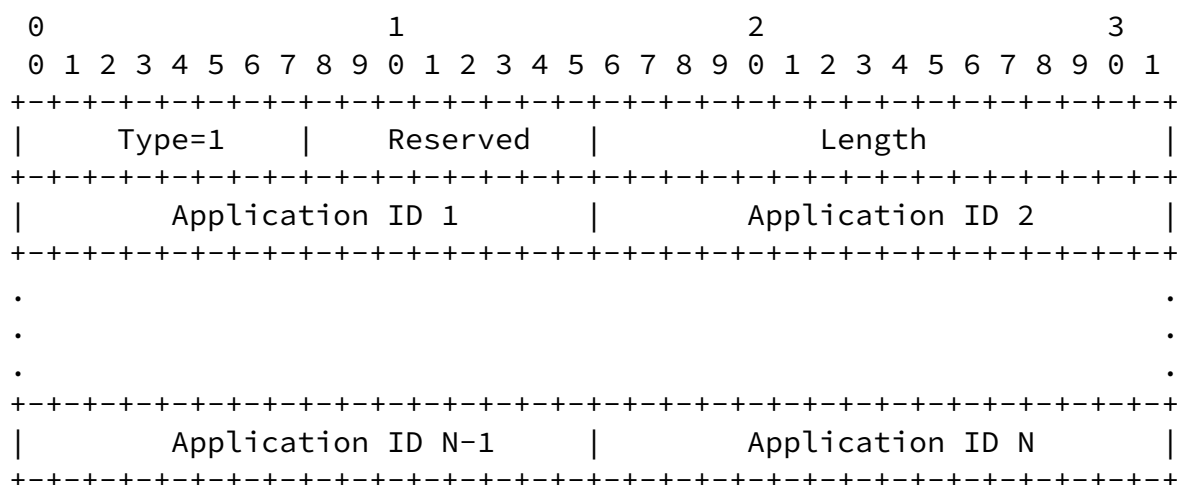 0                   1                   2                   3
 0 1 2 3 4 5 6 7 8 9 0 1 2 3 4 5 6 7 8 9 0 1 2 3 4 5 6 7 8 9 0 1
+-+-+-+-+-+-+-+-+-+-+-+-+-+-+-+-+-+-+-+-+-+-+-+-+-+-+-+-+-+-+-+-+
|     Type=1    |    Reserved   |            Length             |
+-+-+-+-+-+-+-+-+-+-+-+-+-+-+-+-+-+-+-+-+-+-+-+-+-+-+-+-+-+-+-+-+
|        Application ID 1       |        Application ID 2       |
+-+-+-+-+-+-+-+-+-+-+-+-+-+-+-+-+-+-+-+-+-+-+-+-+-+-+-+-+-+-+-+-+
.                                                               .
.                                                               .
.                                                               .
+-+-+-+-+-+-+-+-+-+-+-+-+-+-+-+-+-+-+-+-+-+-+-+-+-+-+-+-+-+-+-+-+
|        Application ID N-1     |        Application ID N       |
+-+-+-+-+-+-+-+-+-+-+-+-+-+-+-+-+-+-+-+-+-+-+-+-+-+-+-+-+-+-+-+-+